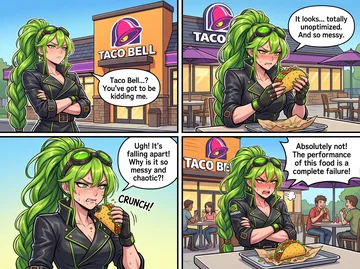 TACO BELL
Taco Bell...?
You've got to be
kidding me.
TACO BELL
It looks... totally
unoptimized.
And so messy.
Ugh! It's
falling apart!
Why is it so
messy and
chaotic?!
CRUNCH!
TACO BE
Absolutely not!
The performance
of this food is a
complete failure!